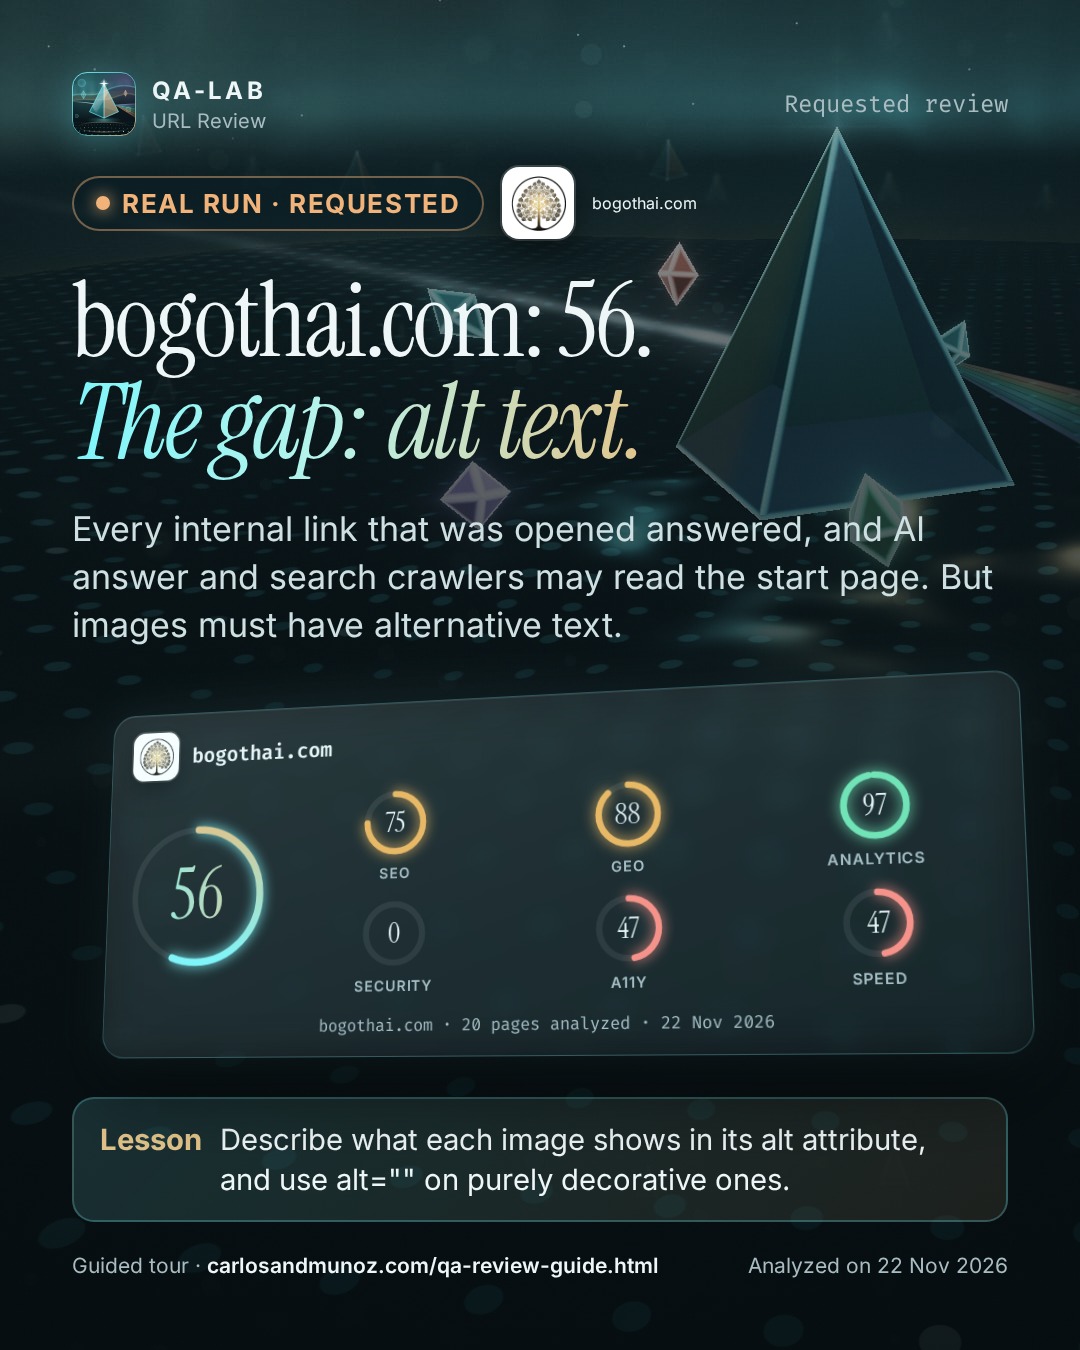 QA-LAB
URL Review
Requested review
REAL RUN · REQUESTED
bogothai.com
bogothai.com: 56.
The gap: alt text.
Every internal link that was opened answered, and AI
answer and search crawlers may read the start page. But
images must have alternative text.
bogothai.com
56
75
SEO
88
GEO
97
ANALYTICS
0
SECURITY
47
A11Y
47
SPEED
bogothai.com · 20 pages analyzed · 22 Nov 2026
Lesson
Describe what each image shows in its alt attribute,
and use alt="" on purely decorative ones.
Guided tour · carlosandmunoz.com/qa-review-guide.html
Analyzed on 22 Nov 2026